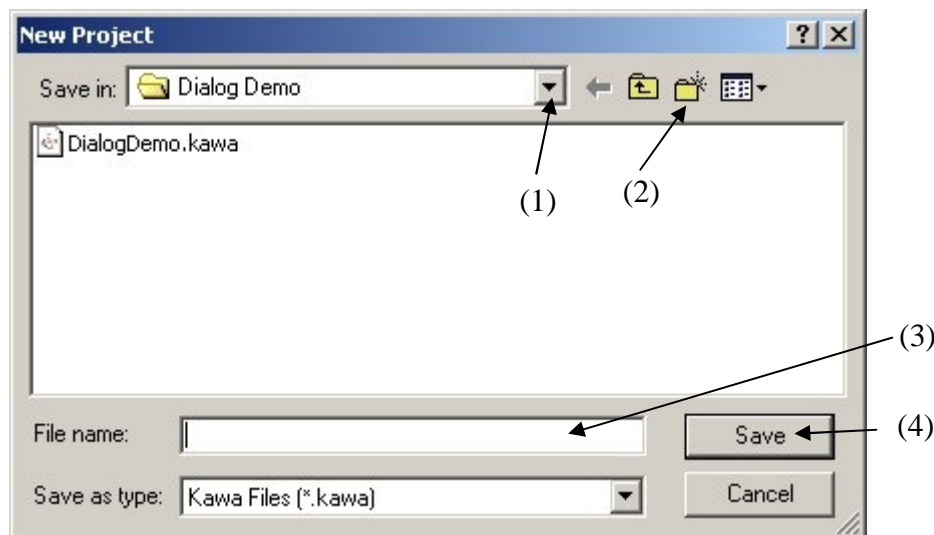 New Project
Save in: Dialog Demo
DialogDemo.kawa
(1)
(2)
(3)
File name: Save (4)
Save as type: Kawa Files (*.kawa) Cancel